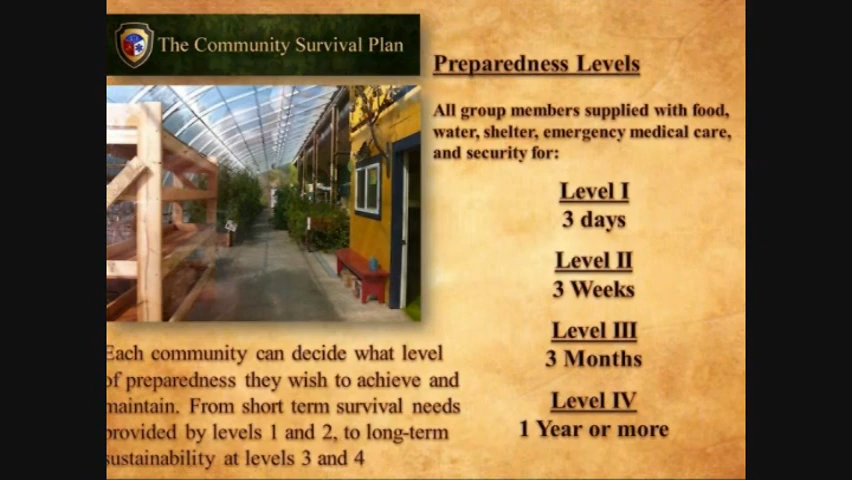 The Community Survival Plan
Preparedness Levels
All group members supplied with food,
water, shelter, emergency medical care,
and security for:
Level I
3 days
Level II
3 Weeks
Level III
3 Months
Level IV
1 Year or more
Each community can decide what level
of preparedness they wish to achieve and
maintain. From short term survival needs
provided by levels 1 and 2, to long-term
sustainability at levels 3 and 4